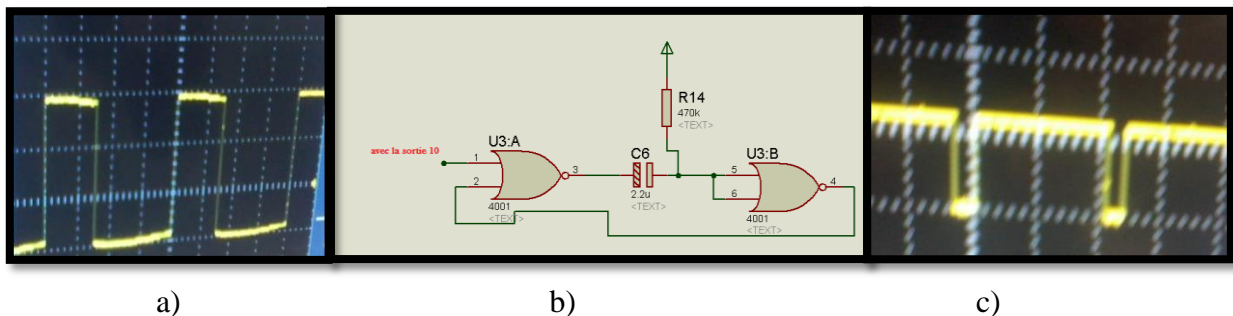 R14
470k
<TEXT>
avec la sortie 10
U3:A
C6
U3:B
1
2
3
5
6
4
2.2u
<TEXT>
4001
<TEXT>
4001
<TEXT>
a)
b)
c)